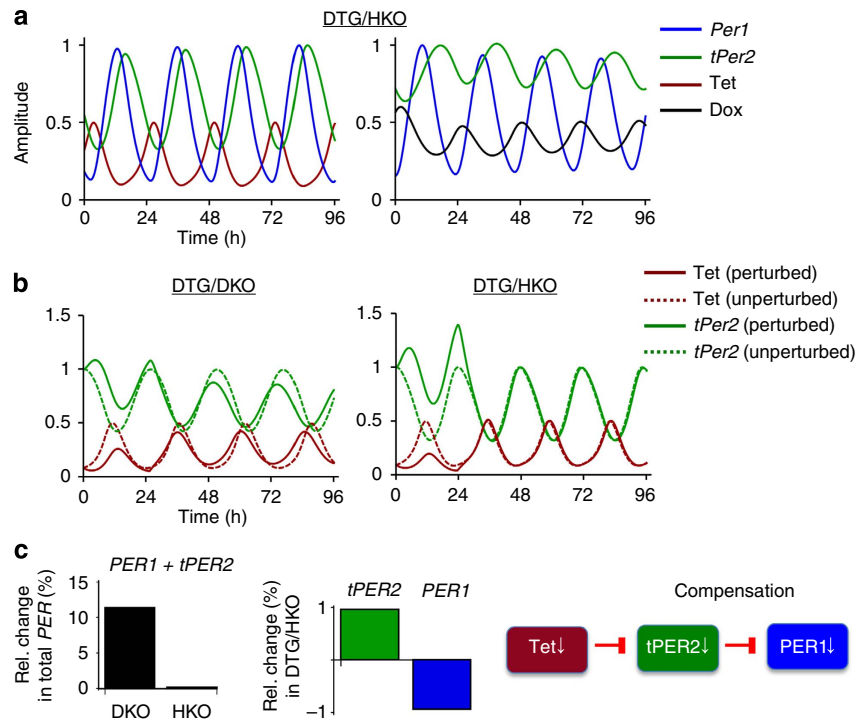 a
DTG/HKO
Amplitude
1
0.5
0
0 24 48 72 96
Time (h)
1
0.5
0
0 24 48 72 96
Per1
tPer2
Tet
Dox
b
DTG/DKO
1.5
1
0.5
0
0 24 48 72 96
Time (h)
DTG/HKO
1.5
1
0.5
0
0 24 48 72 96
Tet (perturbed)
Tet (unperturbed)
tPer2 (perturbed)
tPer2 (unperturbed)
c
PER1 + tPER2
Rel. change
in total PER (%)
15
10
5
0
DKO HKO
Rel. change (%)
in DTG/HKO
tPER2 PER1
1
−1
Compensation
Tet↓ tPER2↓ PER1↓